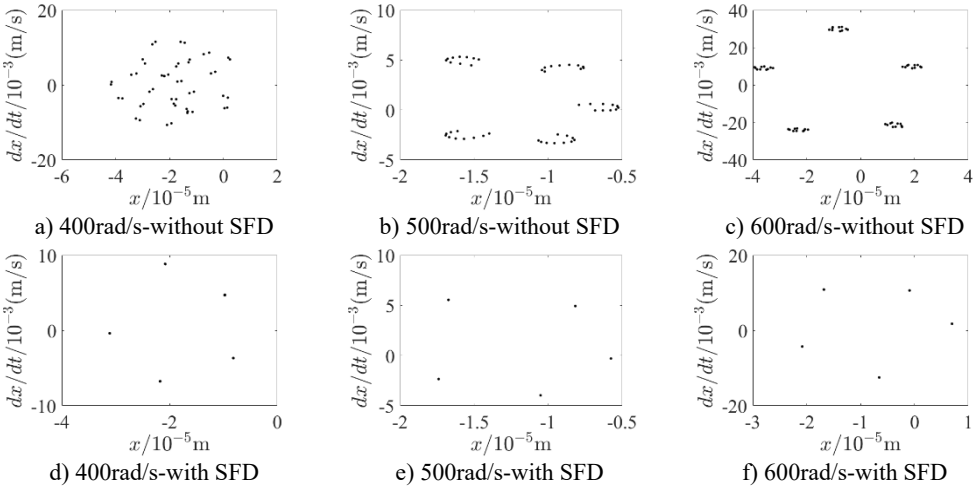 dx/dt/10⁻³(m/s)
20
0
-20
-6 -4 -2 0 2
x/10⁻⁵m
a) 400rad/s-without SFD
dx/dt/10⁻³(m/s)
10
5
0
-5
-2 -1.5 -1 -0.5
x/10⁻⁵m
b) 500rad/s-without SFD
dx/dt/10⁻³(m/s)
40
20
0
-20
-40
-4 -2 0 2 4
x/10⁻⁵m
c) 600rad/s-without SFD
dx/dt/10⁻³(m/s)
10
0
-10
-4 -2 0
x/10⁻⁵m
d) 400rad/s-with SFD
dx/dt/10⁻³(m/s)
10
5
0
-5
-2 -1.5 -1 -0.5
x/10⁻⁵m
e) 500rad/s-with SFD
dx/dt/10⁻³(m/s)
20
0
-20
-3 -2 -1 0 1
x/10⁻⁵m
f) 600rad/s-with SFD